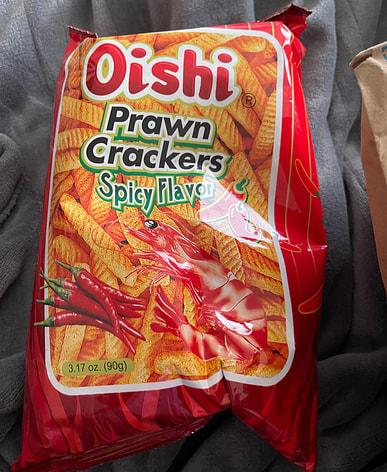 Oishi®
Prawn
Crackers
Spicy Flavor
3.17 oz. (90g)